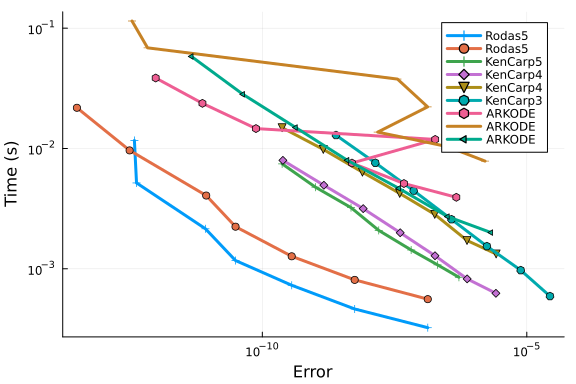 10⁻¹
10⁻²
10⁻³
Time (s)
Rodas5
Rodas5
KenCarp5
KenCarp4
KenCarp4
KenCarp3
ARKODE
ARKODE
ARKODE
10⁻¹⁰
10⁻⁵
Error